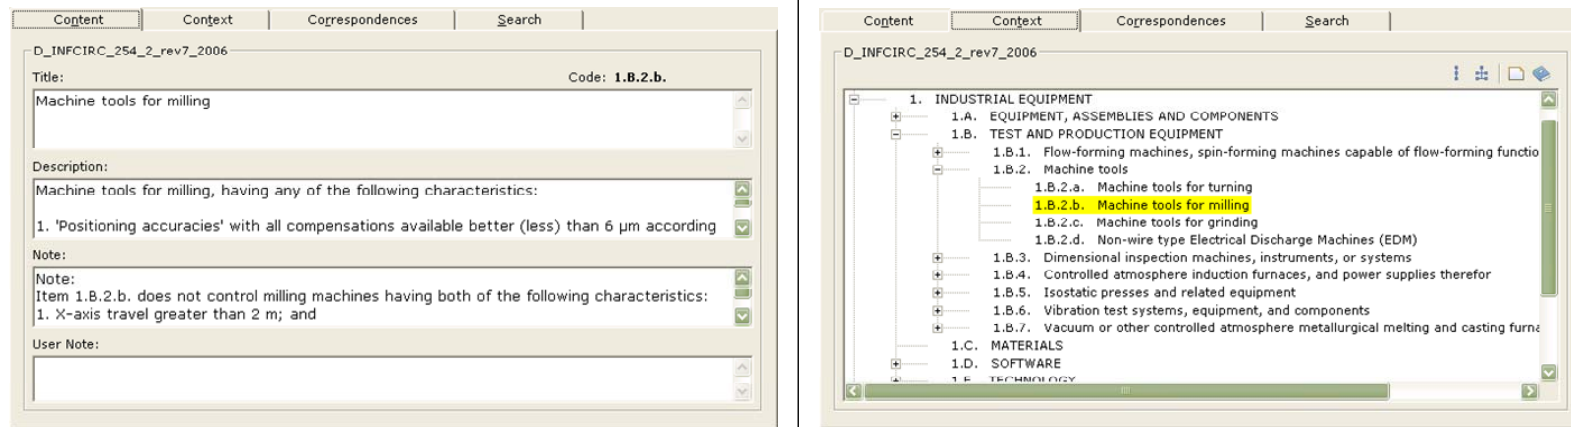 Content Context Correspondences Search
D_INFCIRC_254_2_rev7_2006
Title: Code: 1.B.2.b.
Machine tools for milling
Description:
Machine tools for milling, having any of the following characteristics:
1. 'Positioning accuracies' with all compensations available better (less) than 6 µm according
Note:
Note:
Item 1.B.2.b. does not control milling machines having both of the following characteristics:
1. X-axis travel greater than 2 m; and
User Note:
Content Context Correspondences Search
D_INFCIRC_254_2_rev7_2006
1. INDUSTRIAL EQUIPMENT
1.A. EQUIPMENT, ASSEMBLIES AND COMPONENTS
1.B. TEST AND PRODUCTION EQUIPMENT
1.B.1. Flow-forming machines, spin-forming machines capable of flow-forming functio
1.B.2. Machine tools
1.B.2.a. Machine tools for turning
1.B.2.b. Machine tools for milling
1.B.2.c. Machine tools for grinding
1.B.2.d. Non-wire type Electrical Discharge Machines (EDM)
1.B.3. Dimensional inspection machines, instruments, or systems
1.B.4. Controlled atmosphere induction furnaces, and power supplies therefor
1.B.5. Isostatic presses and related equipment
1.B.6. Vibration test systems, equipment, and components
1.B.7. Vacuum or other controlled atmosphere metallurgical melting and casting furna
1.C. MATERIALS
1.D. SOFTWARE
1.E. TECHNOLOGY